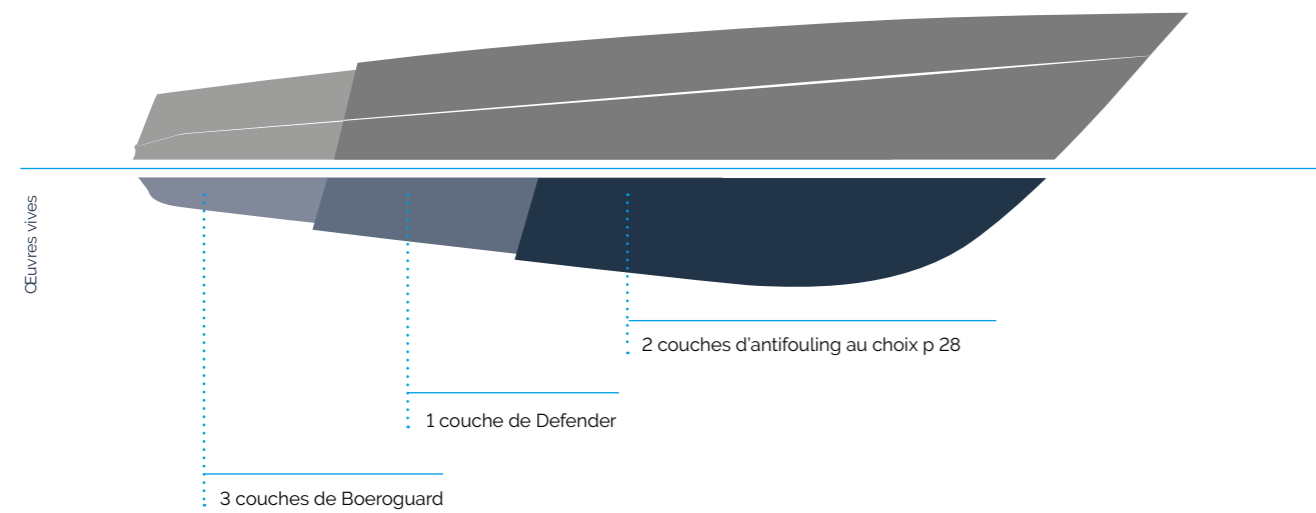 Œuvres vives
2 couches d'antifouling au choix p 28
1 couche de Defender
3 couches de Boeroguard